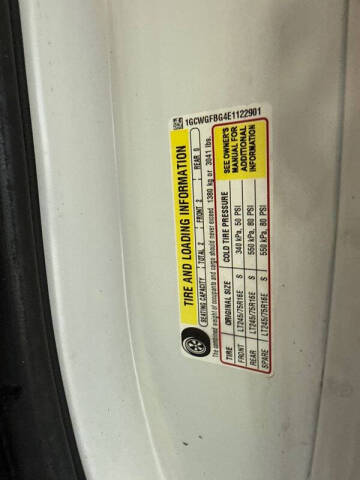 1GCWGFBG4E1122901
TIRE AND LOADING INFORMATION
SEATING CAPACITY TOTAL 2 FRONT 2 REAR 0
The combined weight of occupants and cargo should never exceed 1380 kg or 3041 lbs.
TIRE ORIGINAL SIZE COLD TIRE PRESSURE
FRONT LT245/75R16E S 340 kPa, 50 PSI
REAR LT245/75R16E S 550 kPa, 80 PSI
SPARE LT245/75R16E S 550 kPa, 80 PSI
SEE OWNER'S
MANUAL FOR
ADDITIONAL
INFORMATION